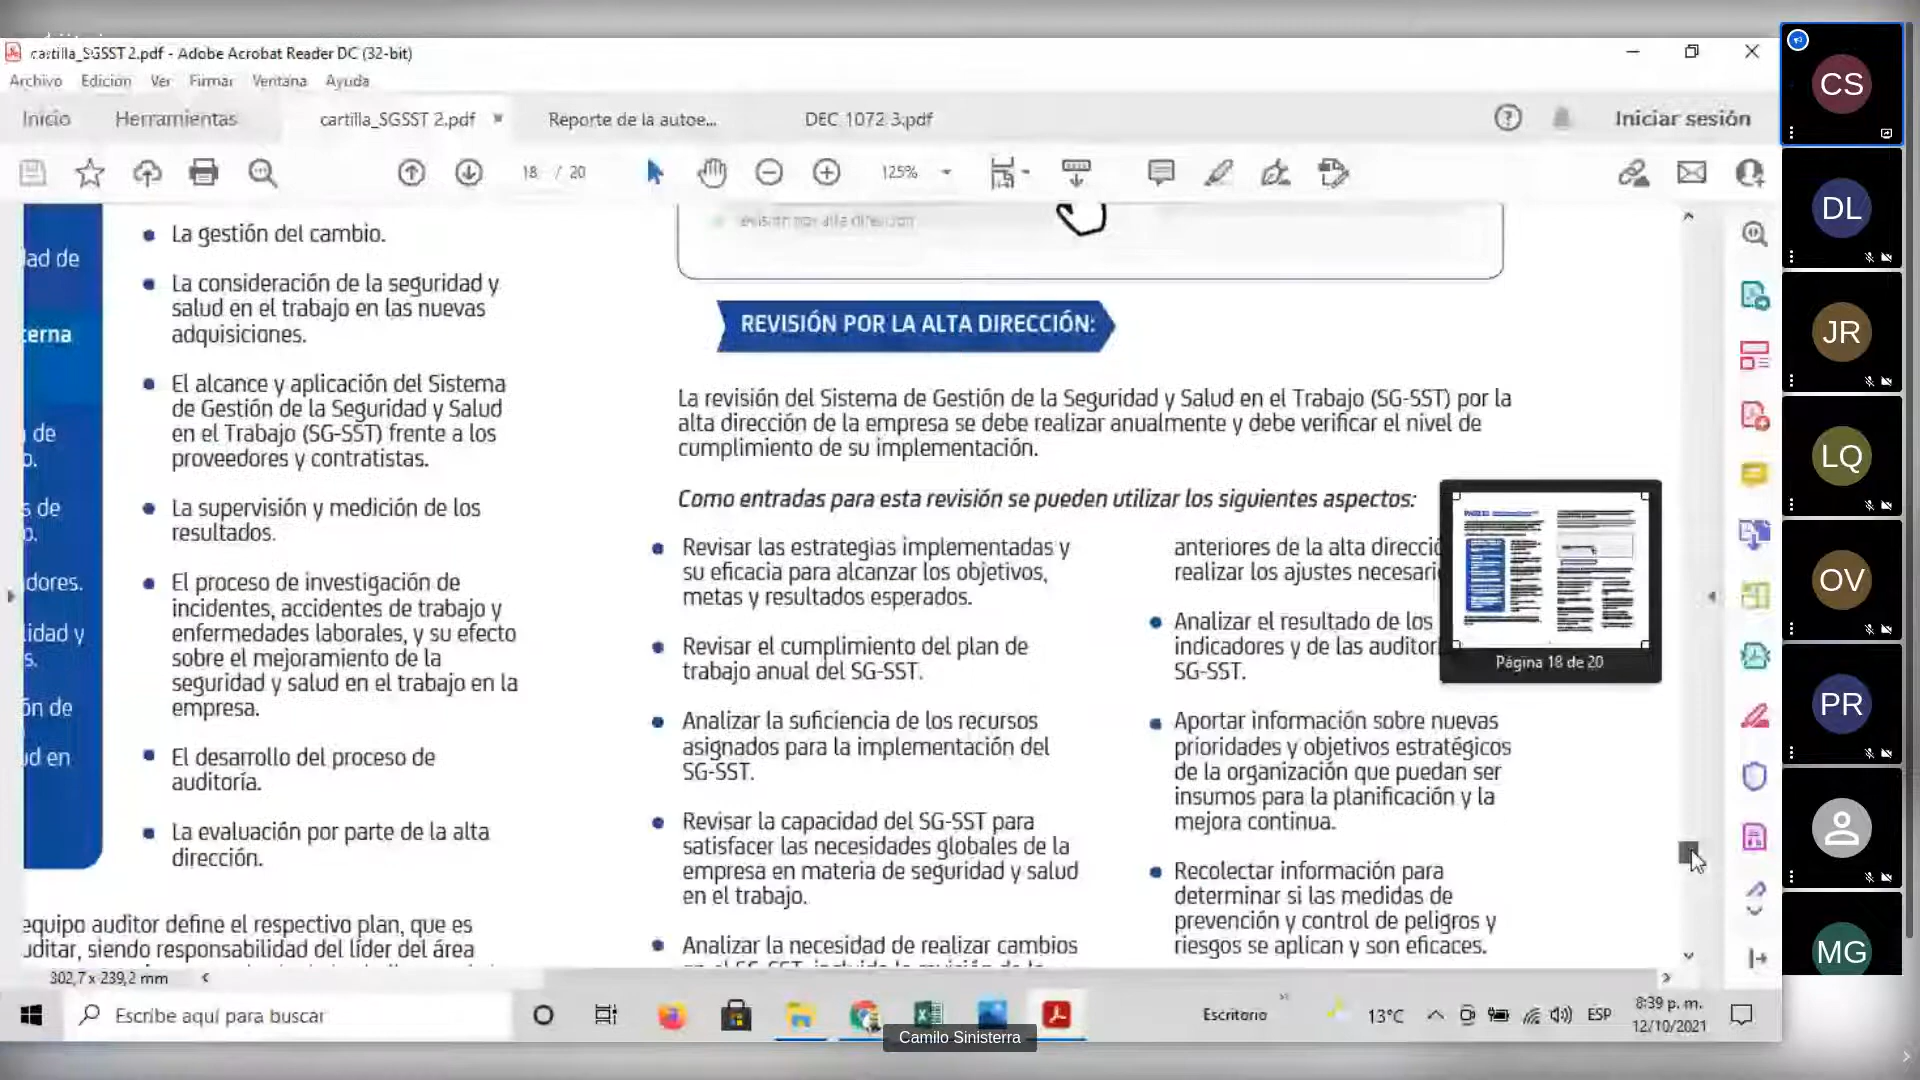 cartilla_SGSST 2.pdf - Adobe Acrobat Reader DC (32-bit)
Archivo Edición Ver Firmar Ventana Ayuda
Inicio Herramientas cartilla_SGSST 2.pdf × Reporte de la autoe... DEC 1072 3.pdf Iniciar sesión
18 / 20 125%
La gestión del cambio.
La consideración de la seguridad y
salud en el trabajo en las nuevas
adquisiciones.
El alcance y aplicación del Sistema
de Gestión de la Seguridad y Salud
en el Trabajo (SG-SST) frente a los
proveedores y contratistas.
La supervisión y medición de los
resultados.
El proceso de investigación de
incidentes, accidentes de trabajo y
enfermedades laborales, y su efecto
sobre el mejoramiento de la
seguridad y salud en el trabajo en la
empresa.
El desarrollo del proceso de
auditoría.
La evaluación por parte de la alta
dirección.
equipo auditor define el respectivo plan, que es
uditar, siendo responsabilidad del líder del área
dad de
terna
de
o.
s de
o.
dores.
lidad y
s.
ón de
d en
evisión por alta dirección
REVISIÓN POR LA ALTA DIRECCIÓN:
La revisión del Sistema de Gestión de la Seguridad y Salud en el Trabajo (SG-SST) por la
alta dirección de la empresa se debe realizar anualmente y debe verificar el nivel de
cumplimiento de su implementación.
Como entradas para esta revisión se pueden utilizar los siguientes aspectos:
Revisar las estrategias implementadas y
su eficacia para alcanzar los objetivos,
metas y resultados esperados.
Revisar el cumplimiento del plan de
trabajo anual del SG-SST.
Analizar la suficiencia de los recursos
asignados para la implementación del
SG-SST.
Revisar la capacidad del SG-SST para
satisfacer las necesidades globales de la
empresa en materia de seguridad y salud
en el trabajo.
Analizar la necesidad de realizar cambios
anteriores de la alta direcció
realizar los ajustes necesari
Analizar el resultado de los
indicadores y de las auditor
SG-SST.
Aportar información sobre nuevas
prioridades y objetivos estratégicos
de la organización que puedan ser
insumos para la planificación y la
mejora continua.
Recolectar información para
determinar si las medidas de
prevención y control de peligros y
riesgos se aplican y son eficaces.
Página 18 de 20
302,7 x 239,2 mm
Escribe aquí para buscar
Escritorio
13°C
ESP
8:39 p. m.
12/10/2021
Camilo Sinisterra
CS
DL
JR
LQ
OV
PR
MG